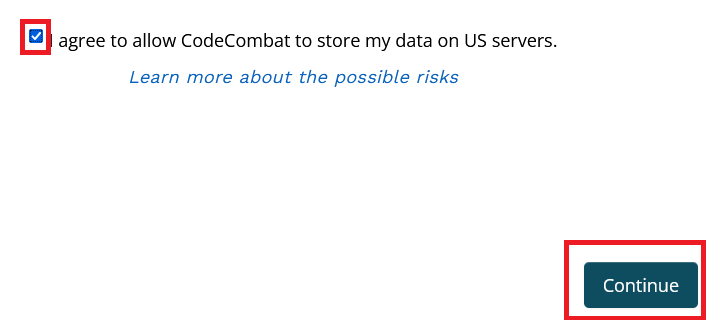 I agree to allow CodeCombat to store my data on US servers.
Learn more about the possible risks
Continue